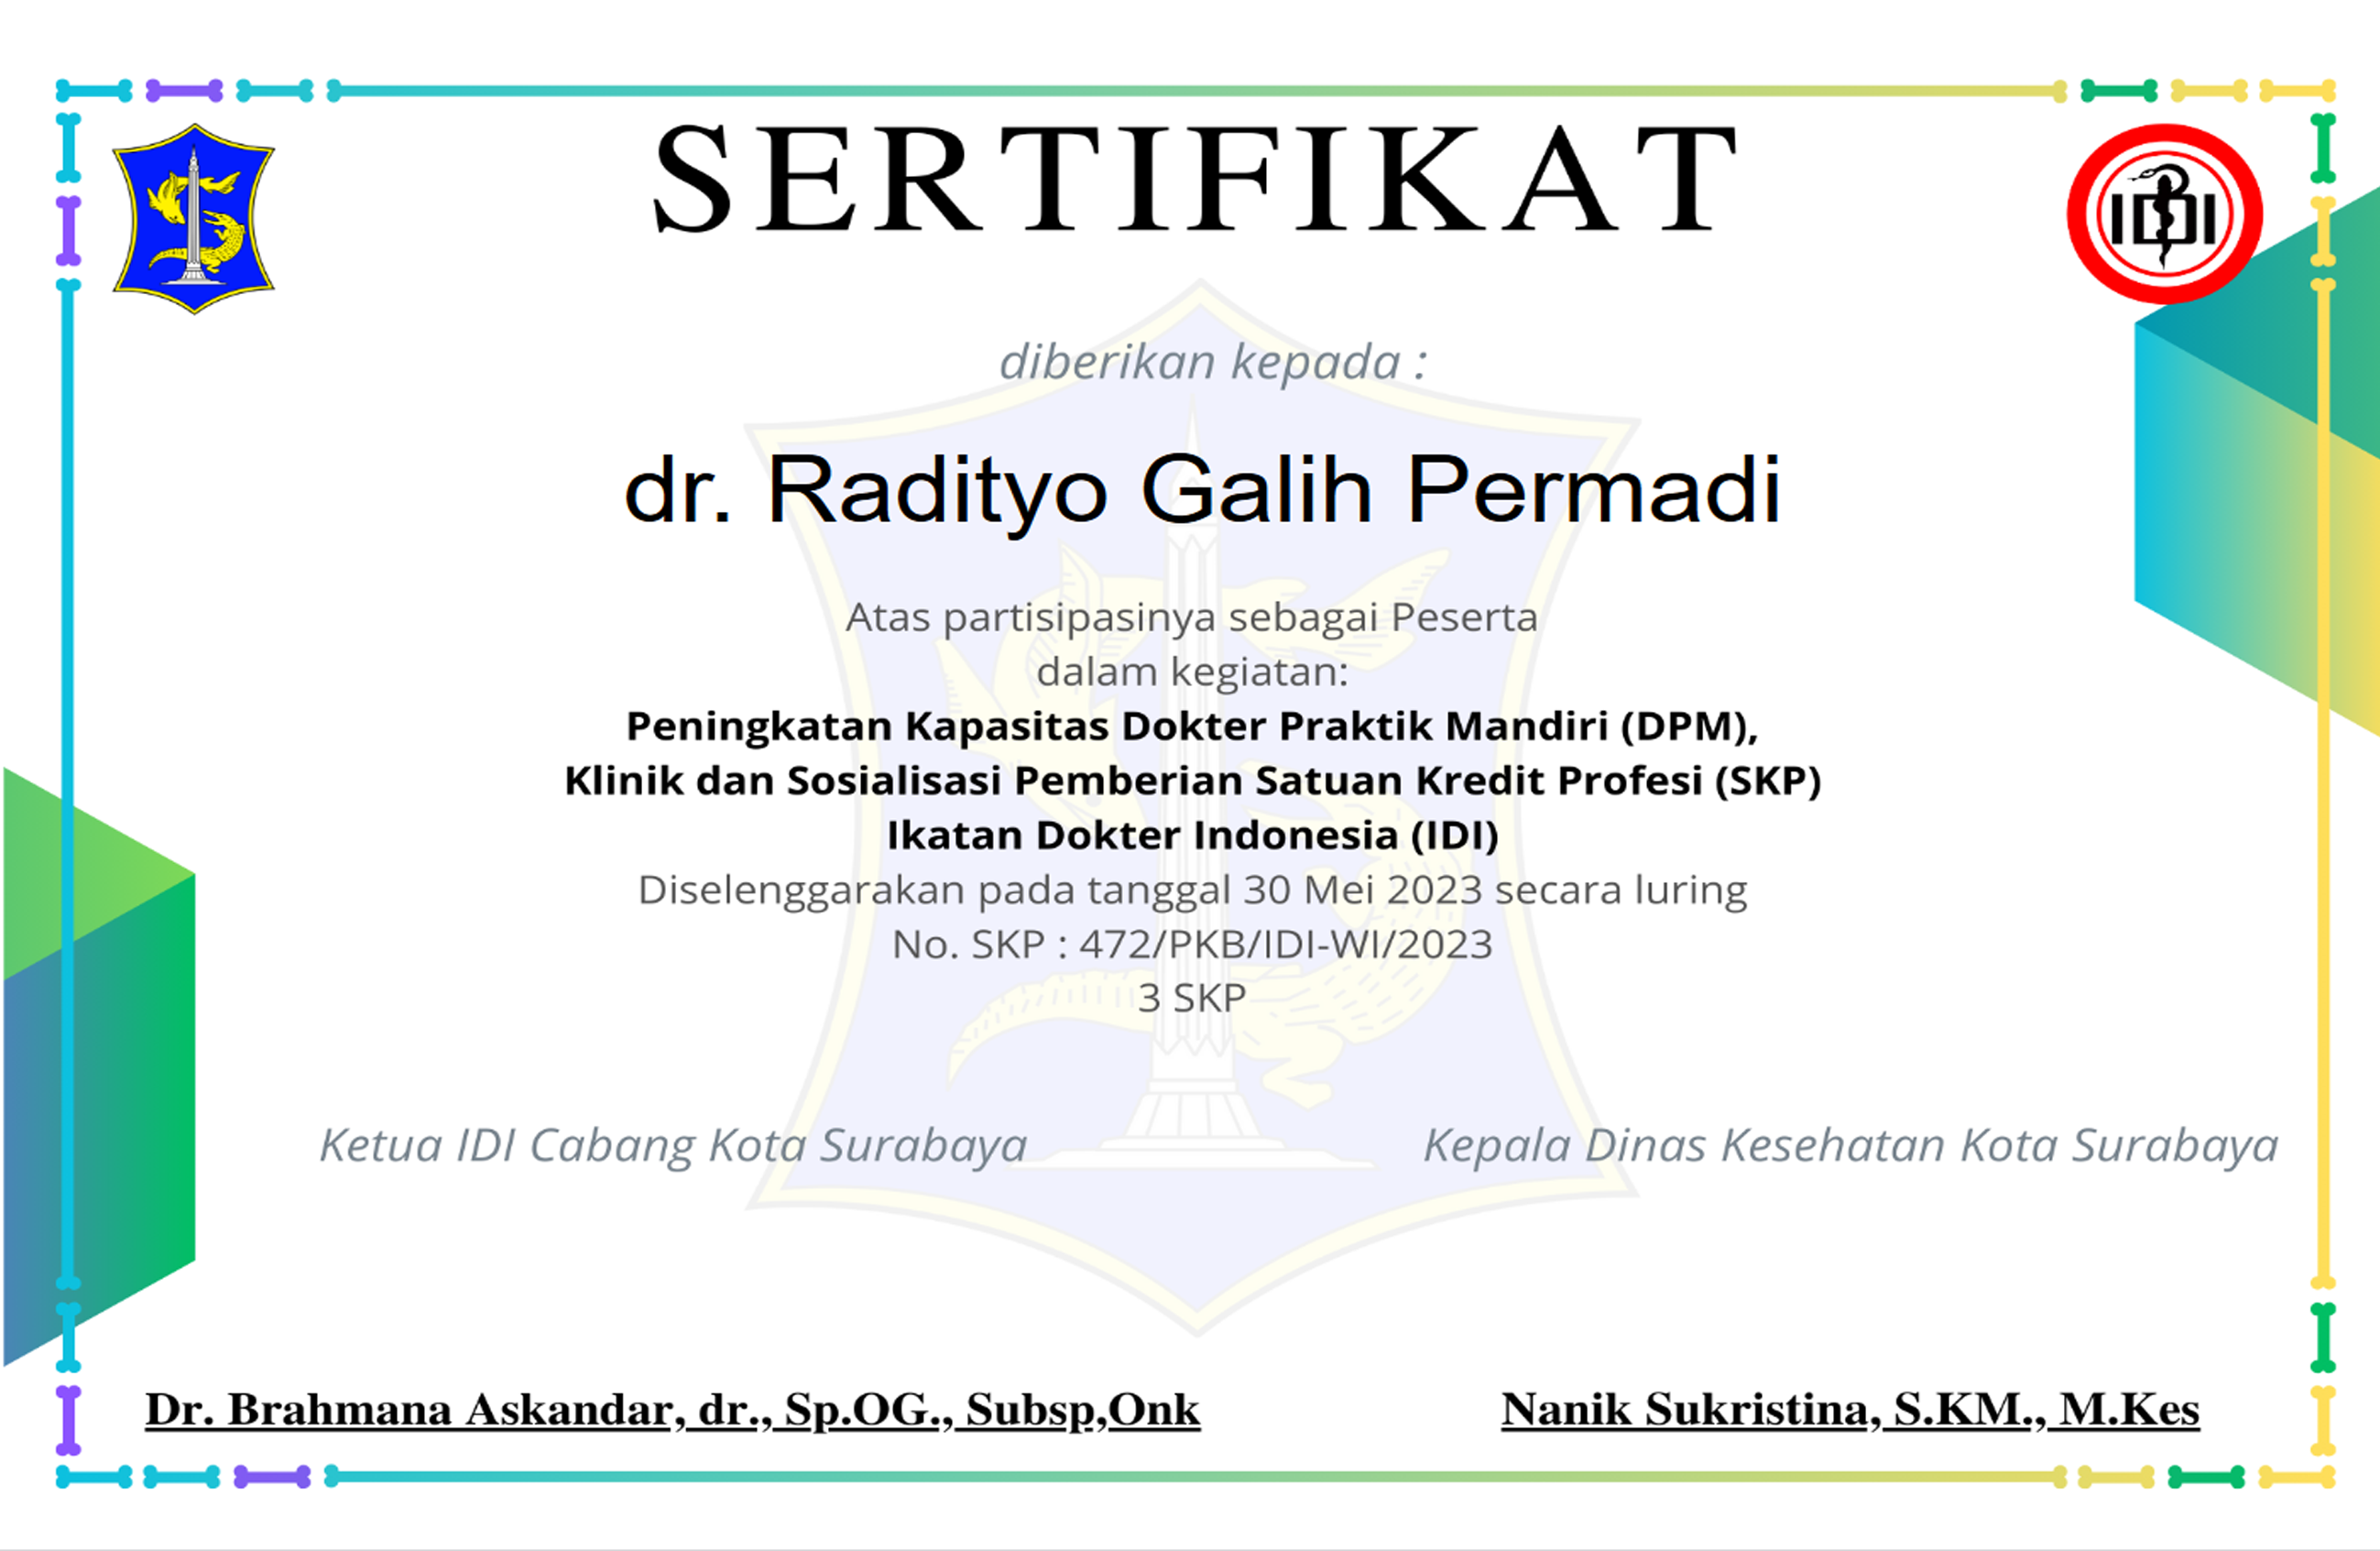 SERTIFIKAT
IDI
diberikan kepada :
dr. Radityo Galih Permadi
Atas partisipasinya sebagai Peserta
dalam kegiatan:
Peningkatan Kapasitas Dokter Praktik Mandiri (DPM),
Klinik dan Sosialisasi Pemberian Satuan Kredit Profesi (SKP)
Ikatan Dokter Indonesia (IDI)
Diselenggarakan pada tanggal 30 Mei 2023 secara luring
No. SKP : 472/PKB/IDI-WI/2023
3 SKP
Ketua IDI Cabang Kota Surabaya
Kepala Dinas Kesehatan Kota Surabaya
Dr. Brahmana Askandar, dr., Sp.OG., Subsp,Onk
Nanik Sukristina, S.KM., M.Kes